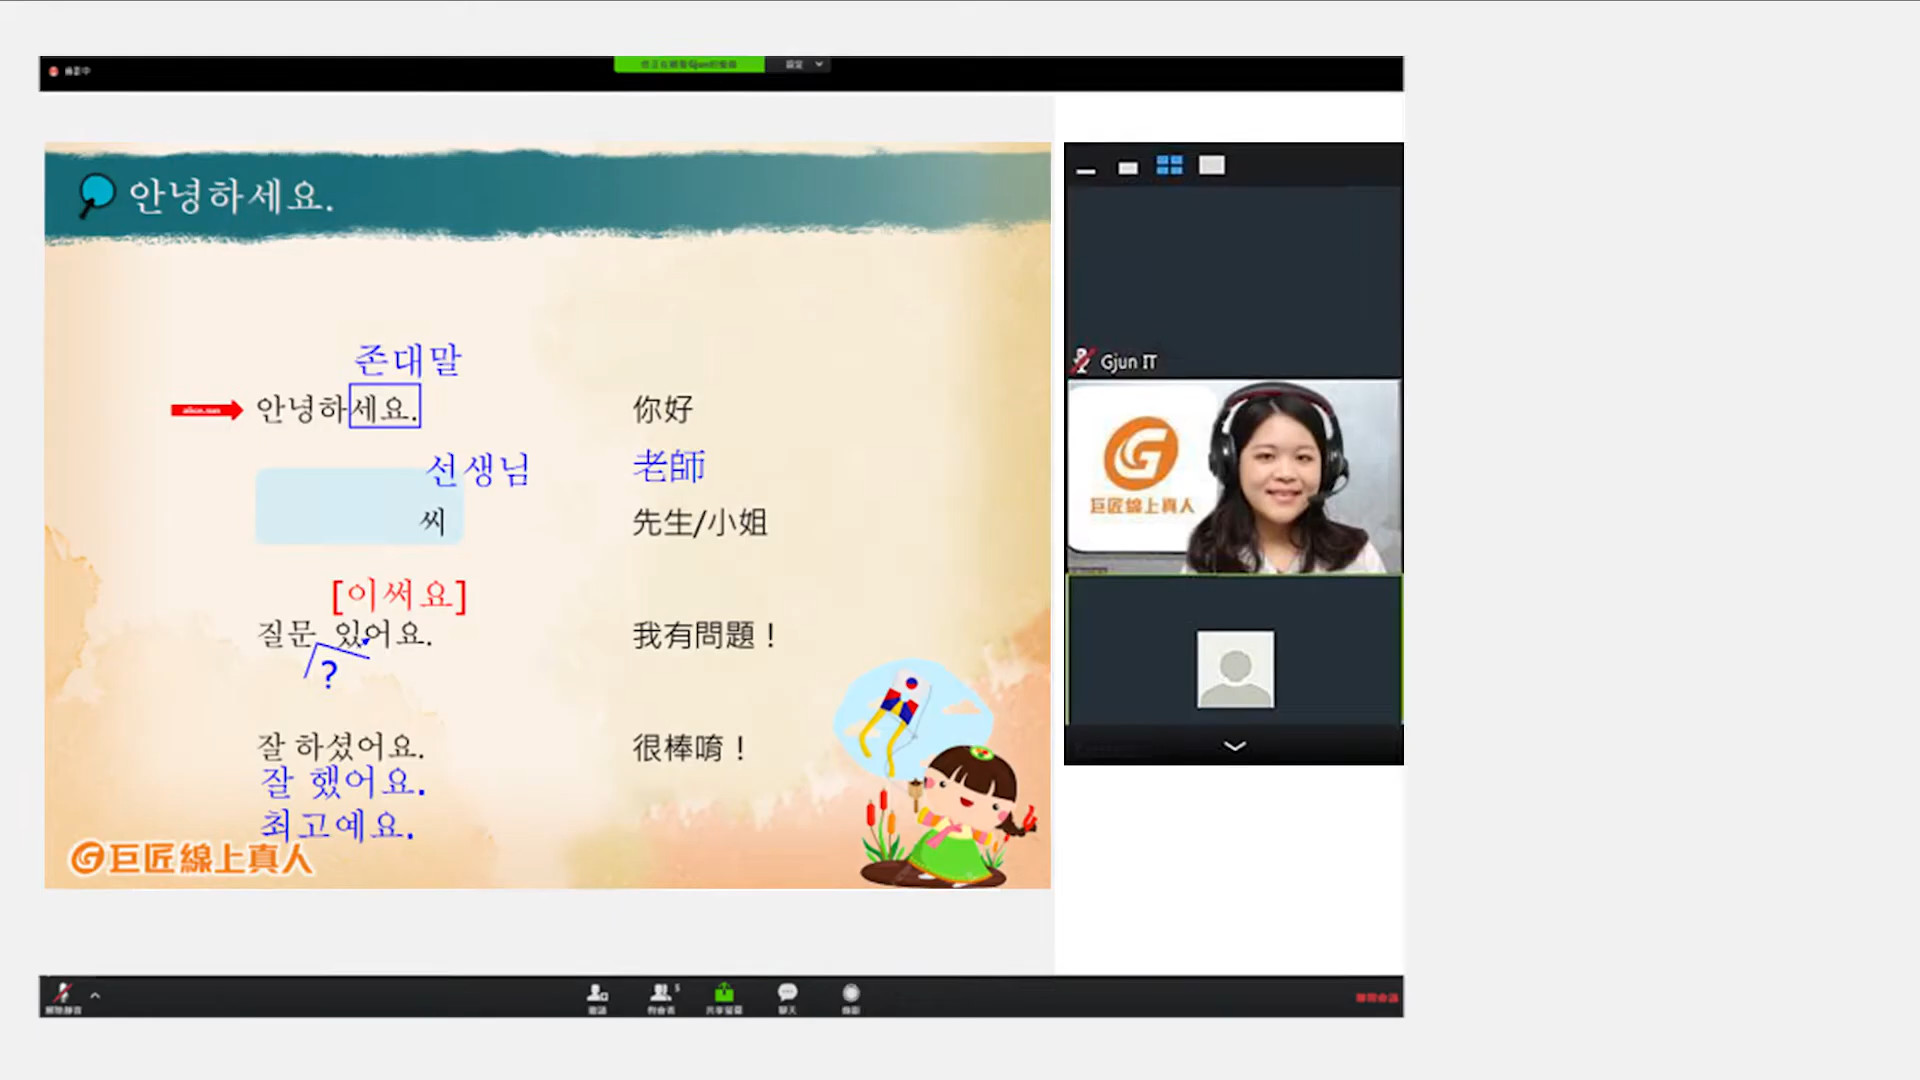 안녕하세요.
존대말
안녕하세요. 你好
선생님 老師
씨 先生/小姐
[이써요]
질문 있어요. 我有問題！
?
잘 하셨어요. 很棒唷！
잘 했어요.
최고예요.
巨匠線上真人
Gjun IT
巨匠線上真人
聊天